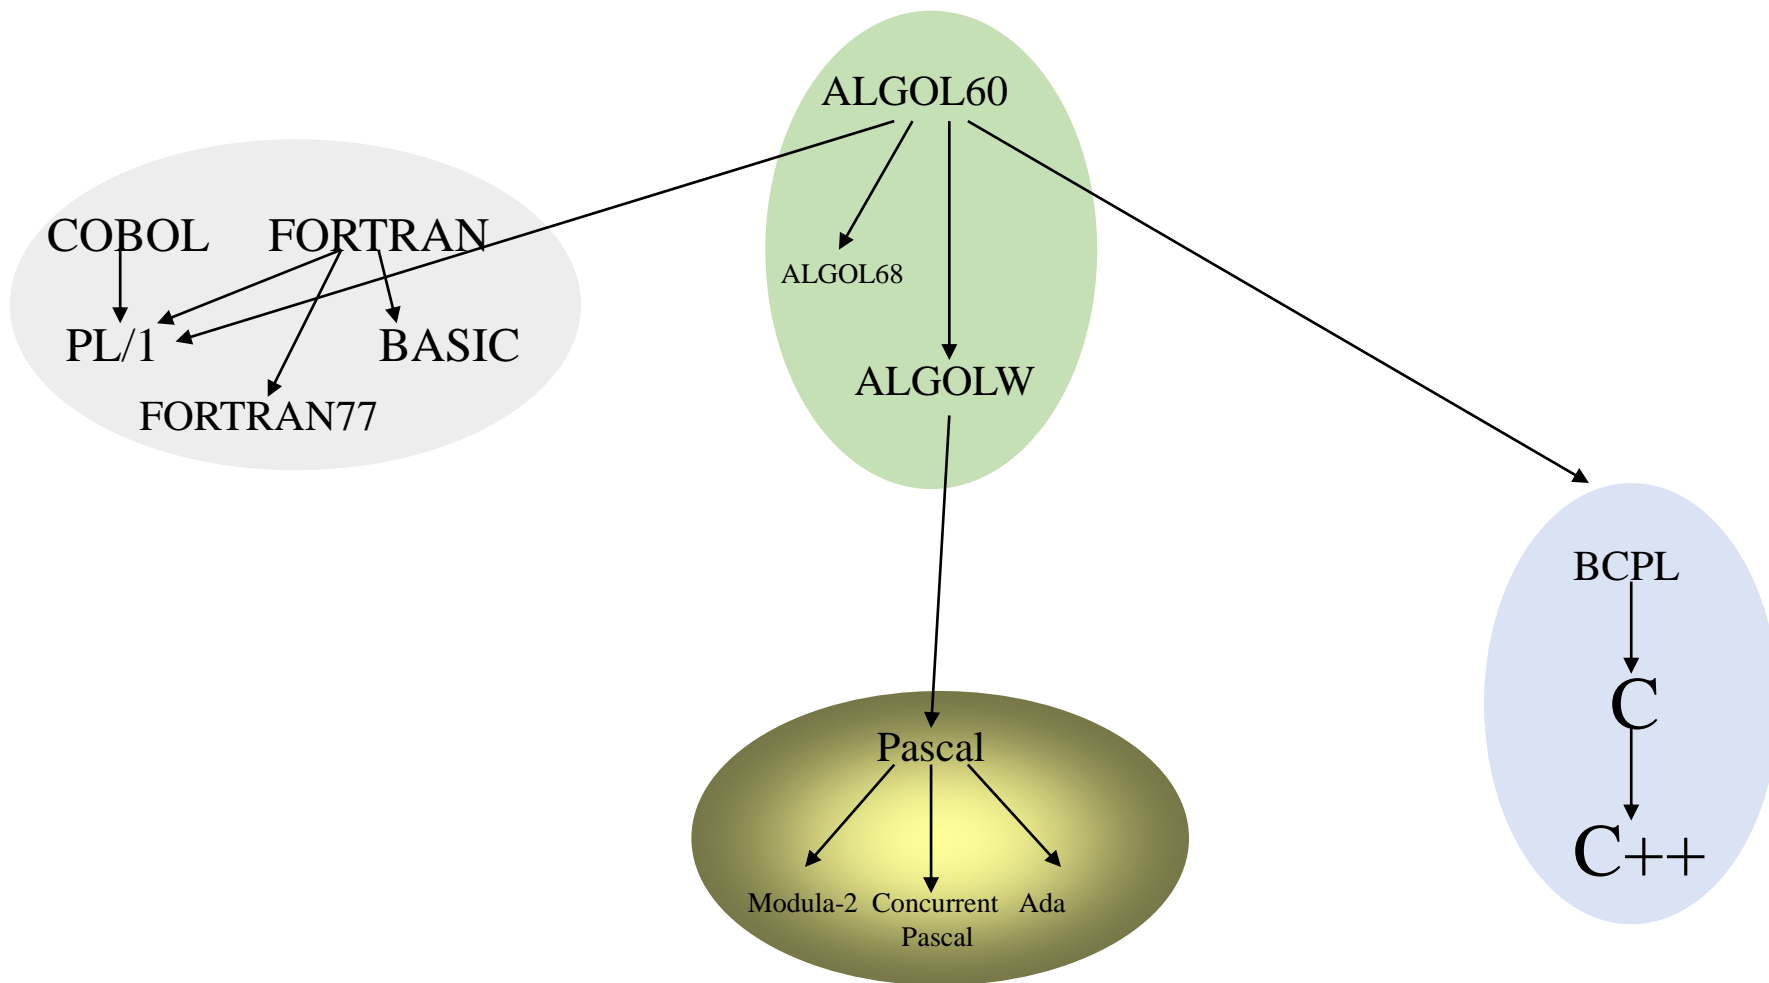 ALGOL60
COBOL FORTRAN
ALGOL68
PL/1 BASIC
ALGOLW
FORTRAN77
BCPL
C
Pascal
C++
Modula-2 Concurrent Ada
Pascal